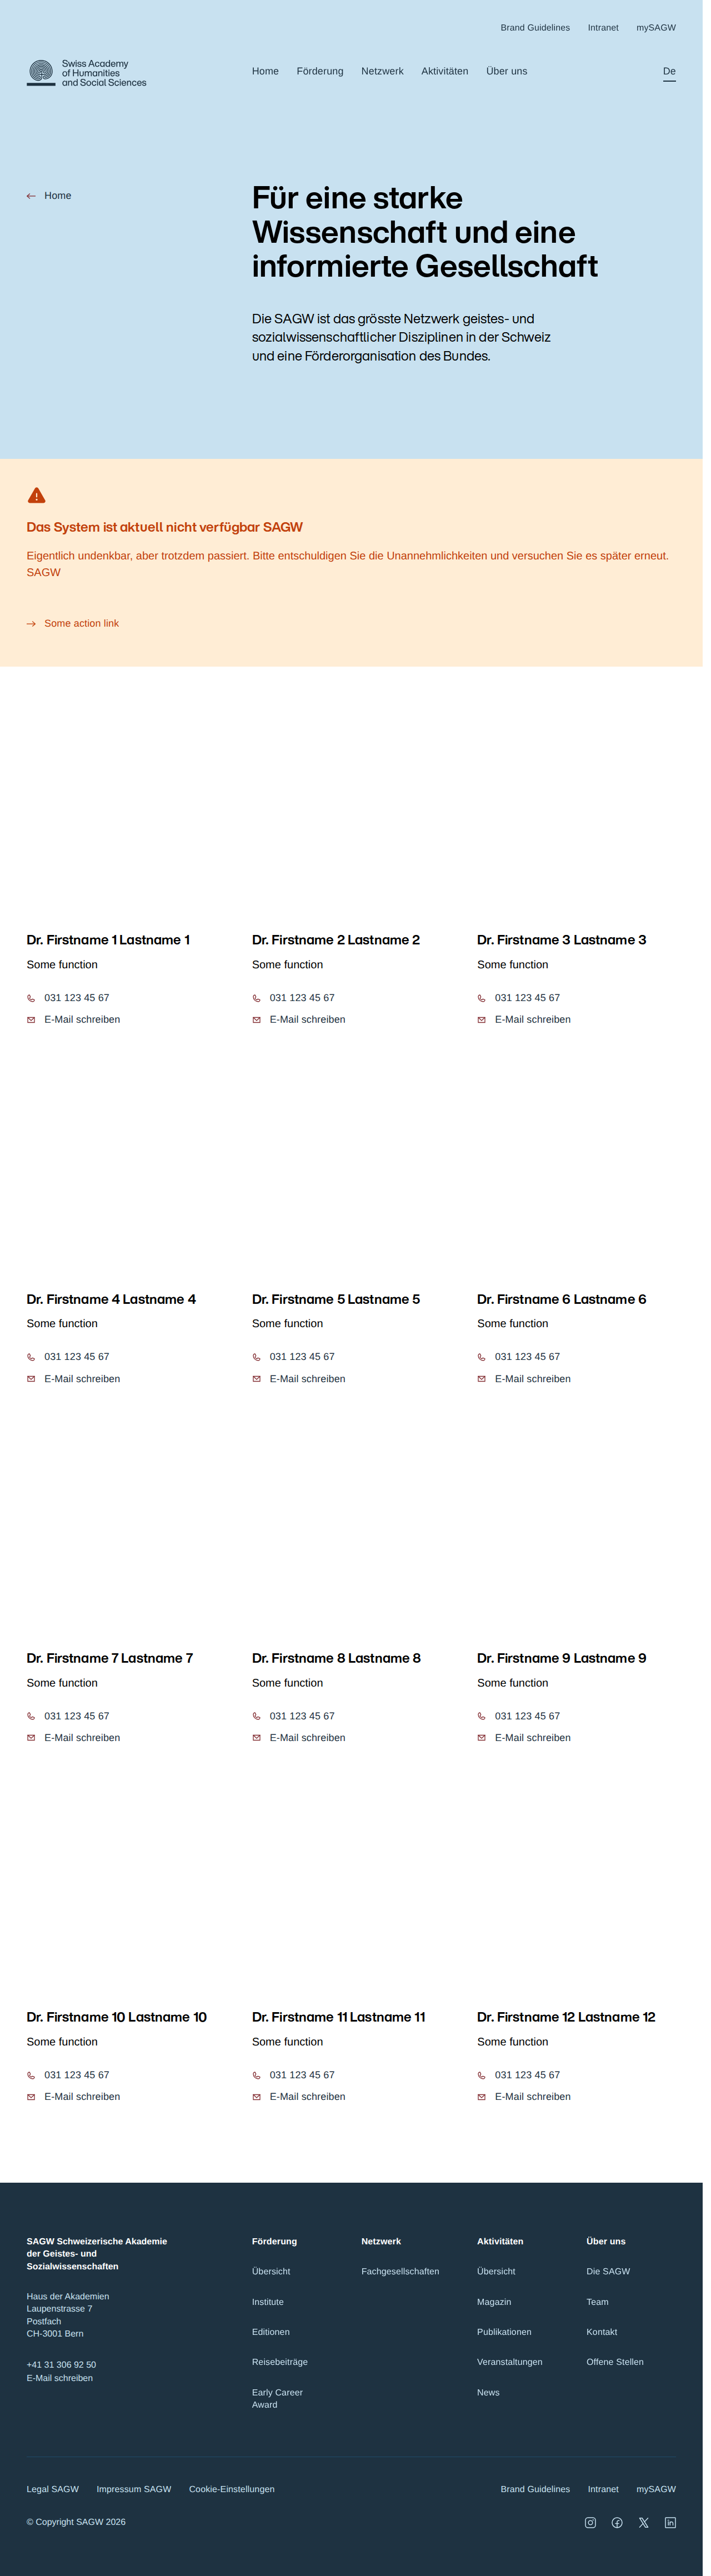 Brand Guidelines Intranet mySAGW
Swiss Academy
of Humanities
and Social Sciences
Home Förderung Netzwerk Aktivitäten Über uns De
Home
Für eine starke
Wissenschaft und eine
informierte Gesellschaft
Die SAGW ist das grösste Netzwerk geistes- und
sozialwissenschaftlicher Disziplinen in der Schweiz
und eine Förderorganisation des Bundes.
Das System ist aktuell nicht verfügbar SAGW
Eigentlich undenkbar, aber trotzdem passiert. Bitte entschuldigen Sie die Unannehmlichkeiten und versuchen Sie es später erneut.
SAGW
Some action link
Dr. Firstname 1 Lastname 1
Some function
031 123 45 67
E-Mail schreiben
Dr. Firstname 2 Lastname 2
Some function
031 123 45 67
E-Mail schreiben
Dr. Firstname 3 Lastname 3
Some function
031 123 45 67
E-Mail schreiben
Dr. Firstname 4 Lastname 4
Some function
031 123 45 67
E-Mail schreiben
Dr. Firstname 5 Lastname 5
Some function
031 123 45 67
E-Mail schreiben
Dr. Firstname 6 Lastname 6
Some function
031 123 45 67
E-Mail schreiben
Dr. Firstname 7 Lastname 7
Some function
031 123 45 67
E-Mail schreiben
Dr. Firstname 8 Lastname 8
Some function
031 123 45 67
E-Mail schreiben
Dr. Firstname 9 Lastname 9
Some function
031 123 45 67
E-Mail schreiben
Dr. Firstname 10 Lastname 10
Some function
031 123 45 67
E-Mail schreiben
Dr. Firstname 11 Lastname 11
Some function
031 123 45 67
E-Mail schreiben
Dr. Firstname 12 Lastname 12
Some function
031 123 45 67
E-Mail schreiben
SAGW Schweizerische Akademie
der Geistes- und
Sozialwissenschaften
Haus der Akademien
Laupenstrasse 7
Postfach
CH-3001 Bern
+41 31 306 92 50
E-Mail schreiben
Förderung
Übersicht
Institute
Editionen
Reisebeiträge
Early Career
Award
Netzwerk
Fachgesellschaften
Aktivitäten
Übersicht
Magazin
Publikationen
Veranstaltungen
News
Über uns
Die SAGW
Team
Kontakt
Offene Stellen
Legal SAGW Impressum SAGW Cookie-Einstellungen Brand Guidelines Intranet mySAGW
© Copyright SAGW 2026